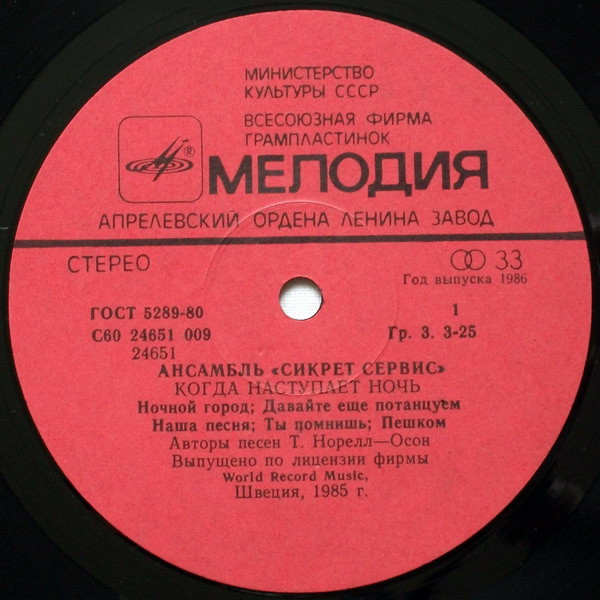 МИНИСТЕРСТВО
КУЛЬТУРЫ СССР
ВСЕСОЮЗНАЯ ФИРМА
ГРАМПЛАСТИНОК
®
МЕЛОДИЯ
АПРЕЛЕВСКИЙ ОРДЕНА ЛЕНИНА ЗАВОД
СТЕРЕО
33
Год выпуска 1986
ГОСТ 5289-80
1
С60 24651 009
Гр. 3. 3-25
24651
АНСАМБЛЬ «СИКРЕТ СЕРВИС»
КОГДА НАСТУПАЕТ НОЧЬ
Ночной город; Давайте еще потанцуем
Наша песня; Ты помнишь; Пешком
Авторы песен Т. Норелл—Осон
Выпущено по лицензии фирмы
World Record Music,
Швеция, 1985 г.